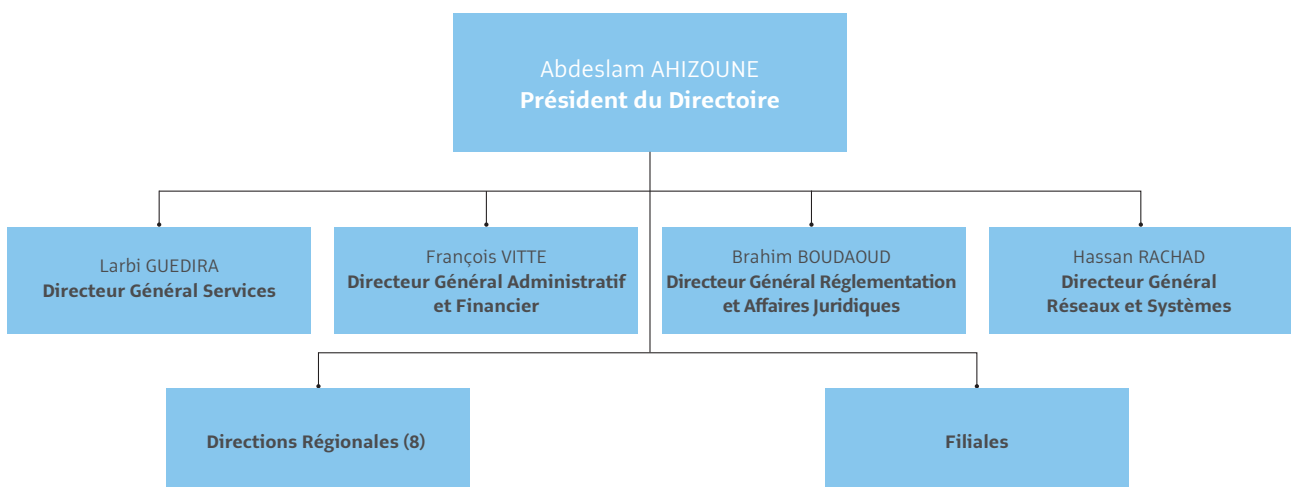 Abdeslam AHIZOUNE
Président du Directoire
Larbi GUEDIRA
Directeur Général Services
François VITTE
Directeur Général Administratif
et Financier
Brahim BOUDAOUD
Directeur Général Réglementation
et Affaires Juridiques
Hassan RACHAD
Directeur Général
Réseaux et Systèmes
Directions Régionales (8)
Filiales